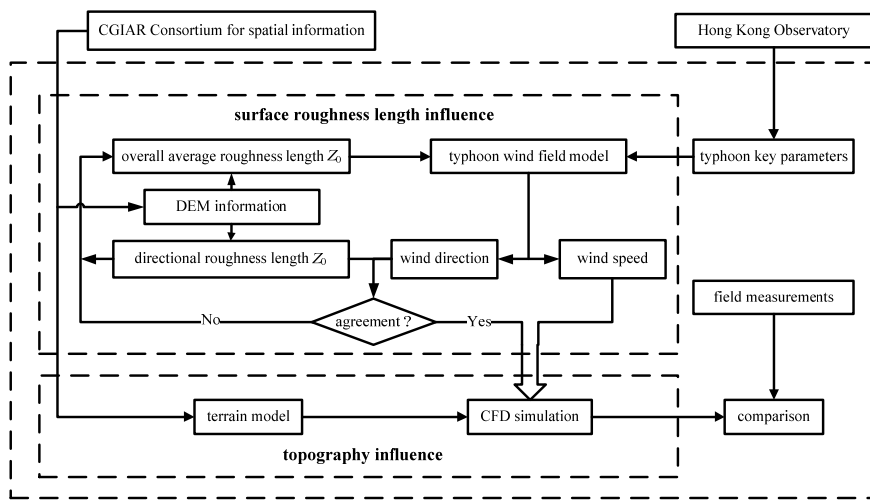 CGIAR Consortium for spatial information
Hong Kong Observatory
surface roughness length influence
overall average roughness length Z₀
typhoon wind field model
typhoon key parameters
DEM information
directional roughness length Z₀
wind direction
wind speed
field measurements
No
agreement ?
Yes
terrain model
CFD simulation
comparison
topography influence